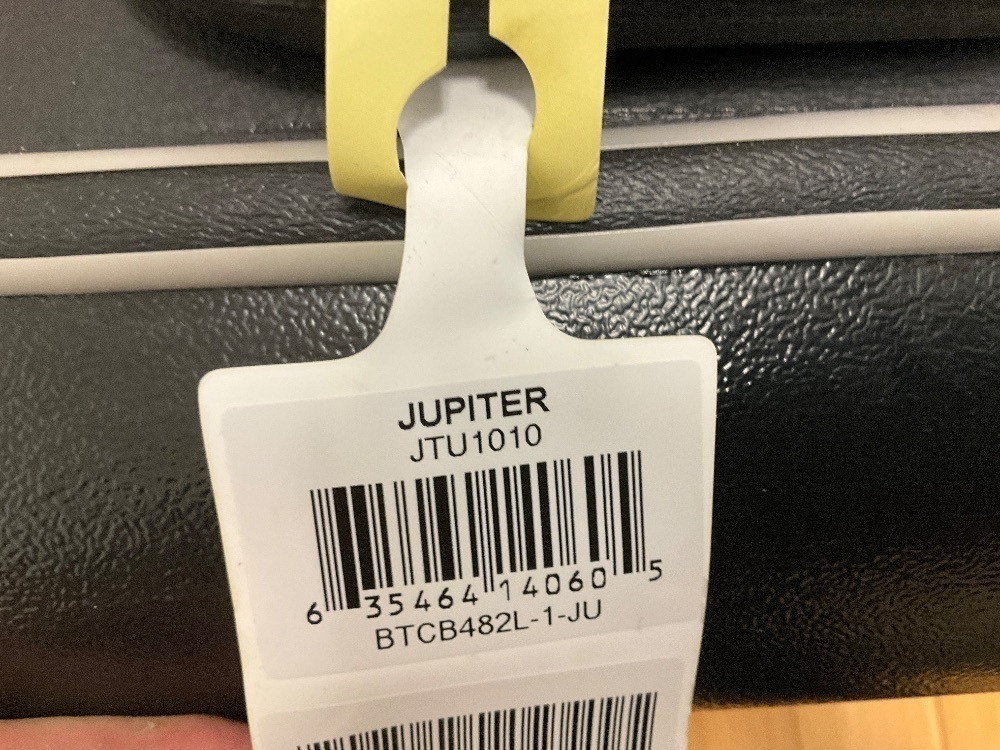 JUPITER
JTU1010
6 35464 14060 5
BTCB482L-1-JU